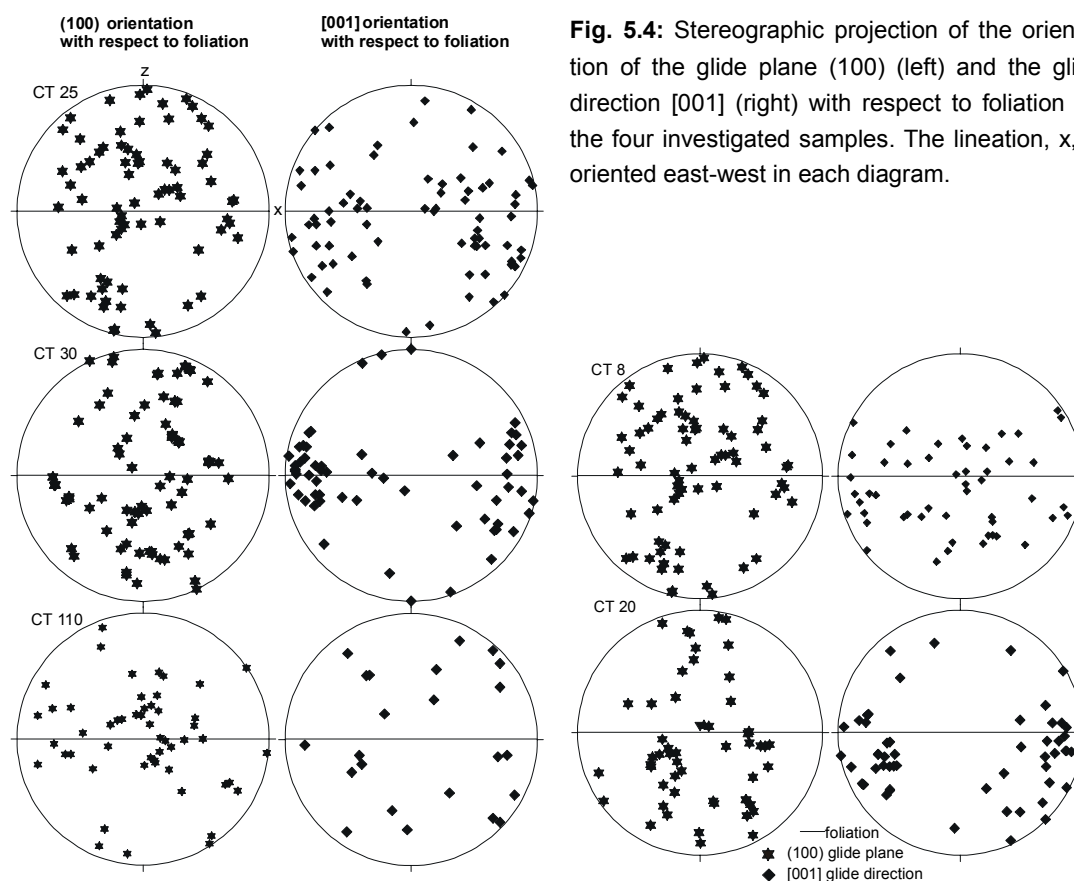 (100) orientation
with respect to foliation
[001] orientation
with respect to foliation
Fig. 5.4: Stereographic projection of the orien
tion of the glide plane (100) (left) and the gli
direction [001] (right) with respect to foliation
the four investigated samples. The lineation, x,
oriented east-west in each diagram.
z
CT 25
x
CT 30
CT 8
CT 110
CT 20
foliation
(100) glide plane
[001] glide direction